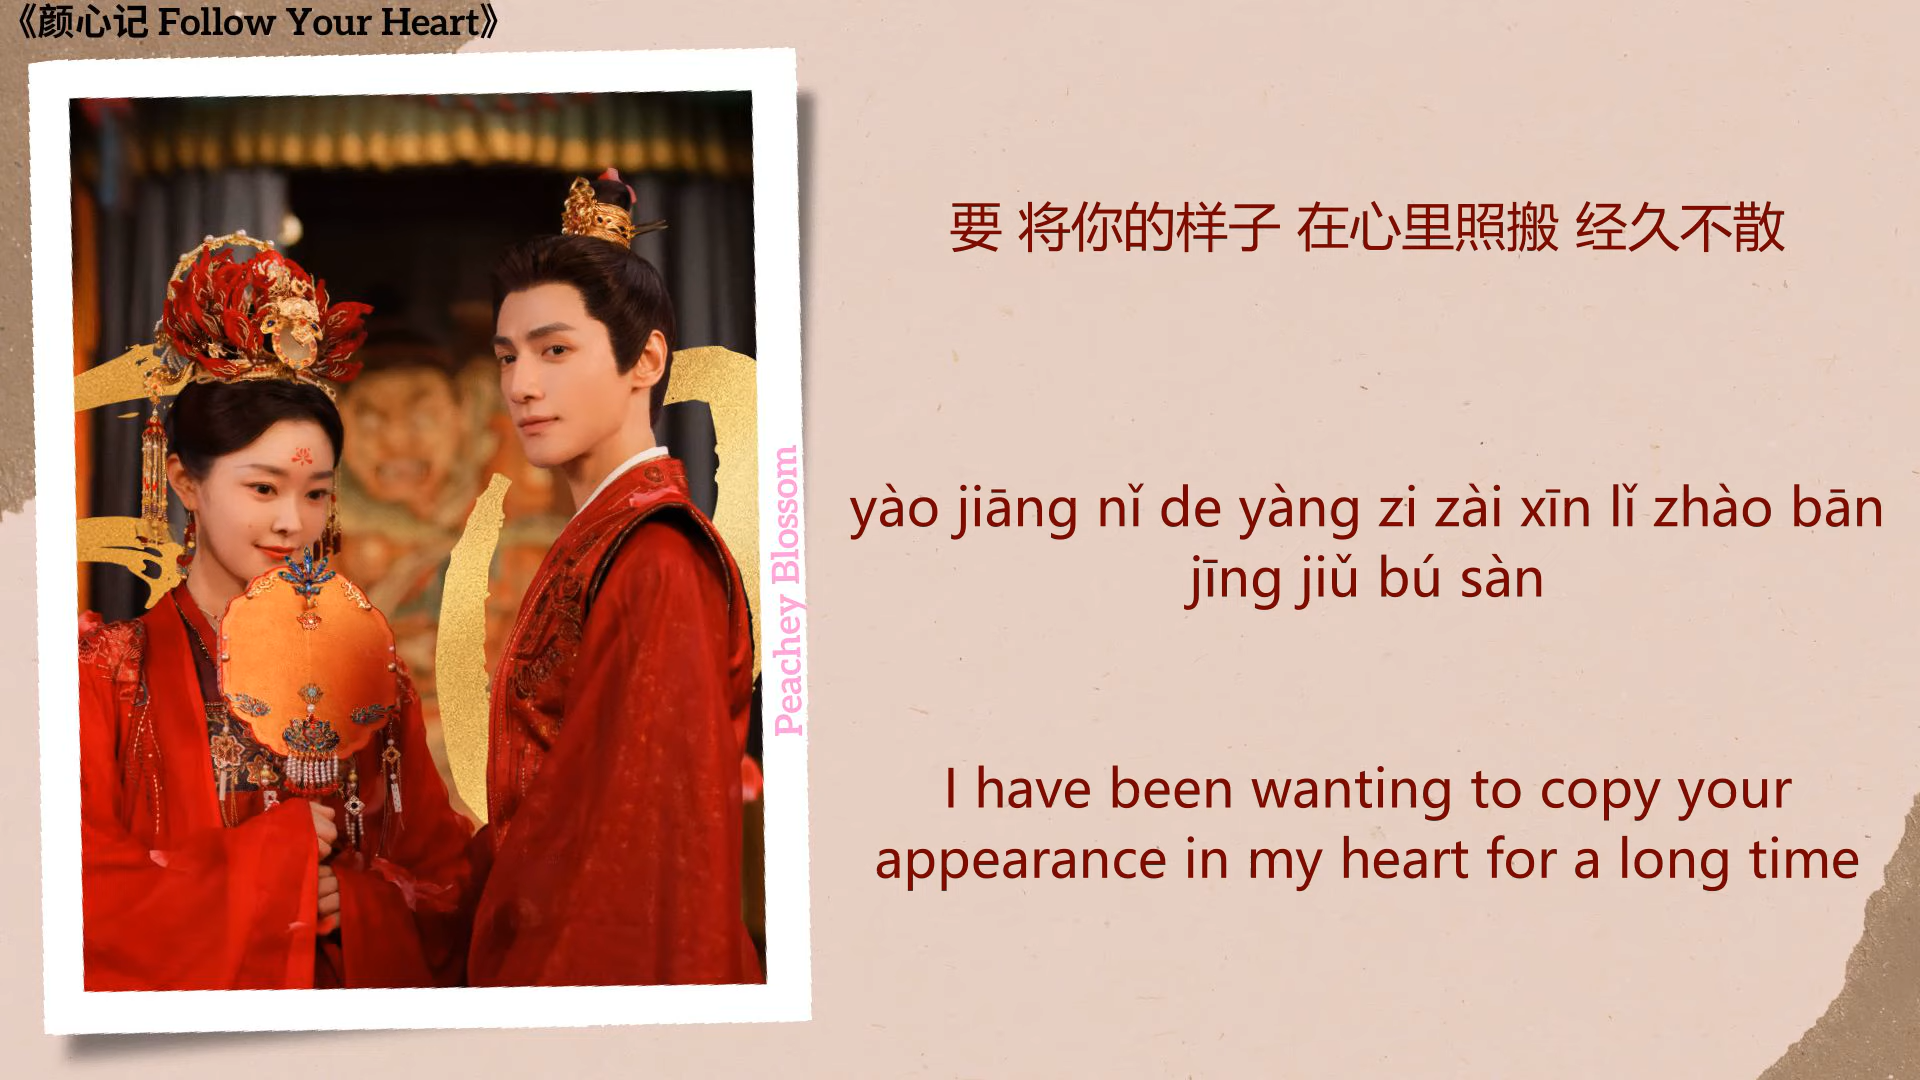 《颜心记 Follow Your Heart》
要 将你的样子 在心里照搬 经久不散
yào jiāng nǐ de yàng zi zài xīn lǐ zhào bān
jīng jiǔ bú sàn
I have been wanting to copy your
appearance in my heart for a long time
Peachey Blossom